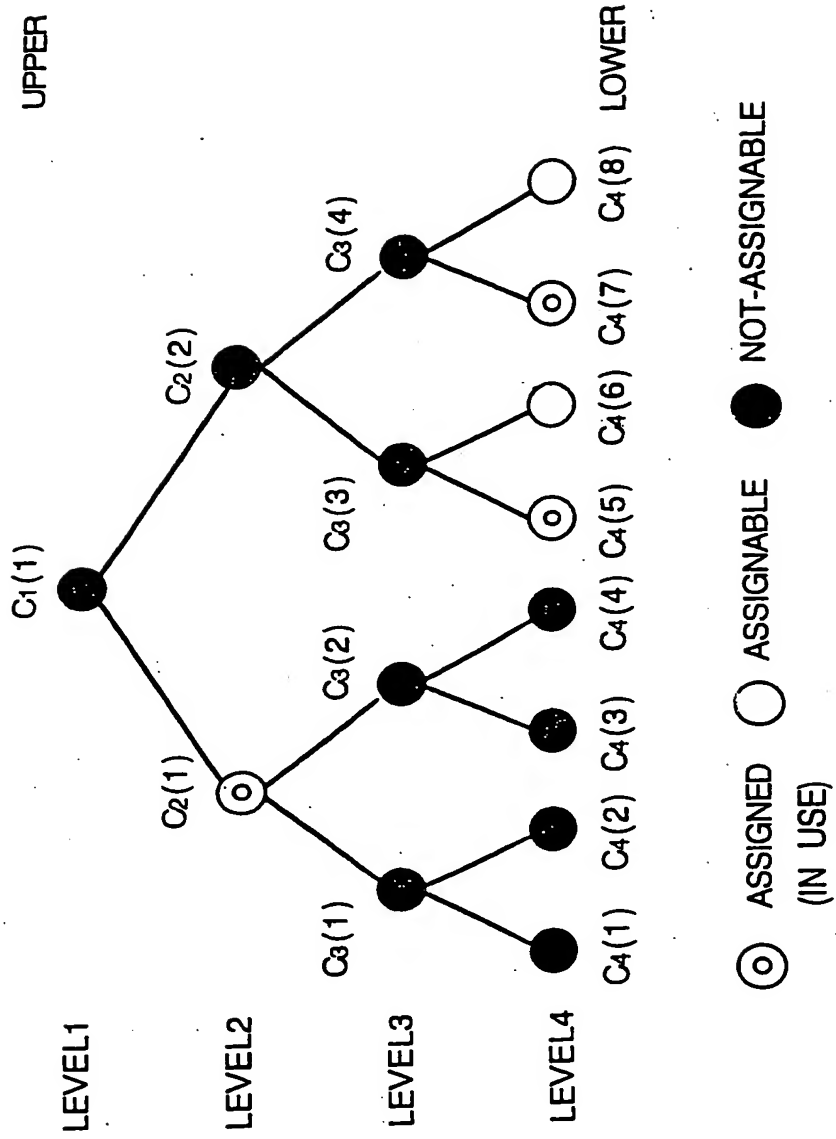 UPPER
C1(1)
LEVEL1
C2(1) C2(2)
LEVEL2
C3(1) C3(2) C3(3) C3(4)
LEVEL3
LEVEL4
C4(1) C4(2) C4(3) C4(4) C4(5) C4(6) C4(7) C4(8) LOWER
ASSIGNED ASSIGNABLE NOT-ASSIGNABLE
(IN USE)